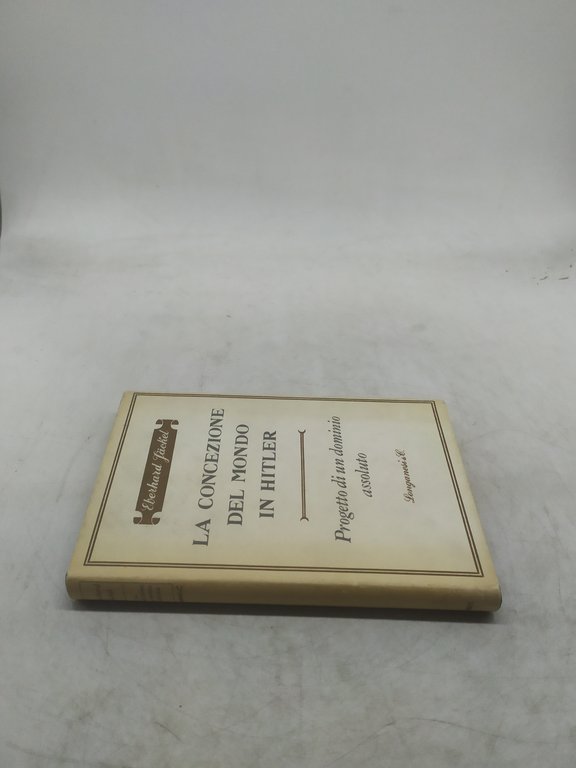 Eberhard Jäckel
LA CONCEZIONE
DEL MONDO
IN HITLER
Progetto di un dominio
assoluto
Longanesi & C.